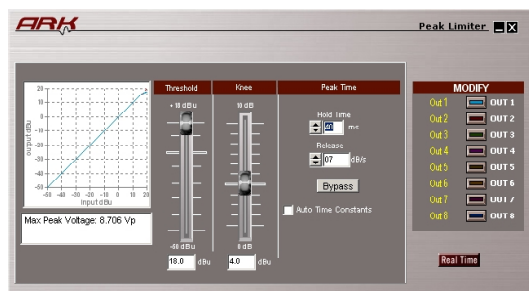 ARK
Peak Limiter
Threshold
Knee
Peak Time
MODIFY
20
10
0
-10
-20
-30
-40
-50
output dBu
-50 -40 -30 -20 -10 0 10 20
Input dBu
Max Peak Voltage: 8.706 Vp
+18 dBu
-60 dBu
18.0 dBu
10 dB
0 dB
4.0 dBu
Hold Time
ms
Release
07 dB/s
Bypass
Auto Time Constants
Out 1 OUT 1
Out 2 OUT 2
Out 3 OUT 3
Out 4 OUT 4
Out 5 OUT 5
Out 6 OUT 6
Out 7 OUT 7
Out 8 OUT 8
Real Time